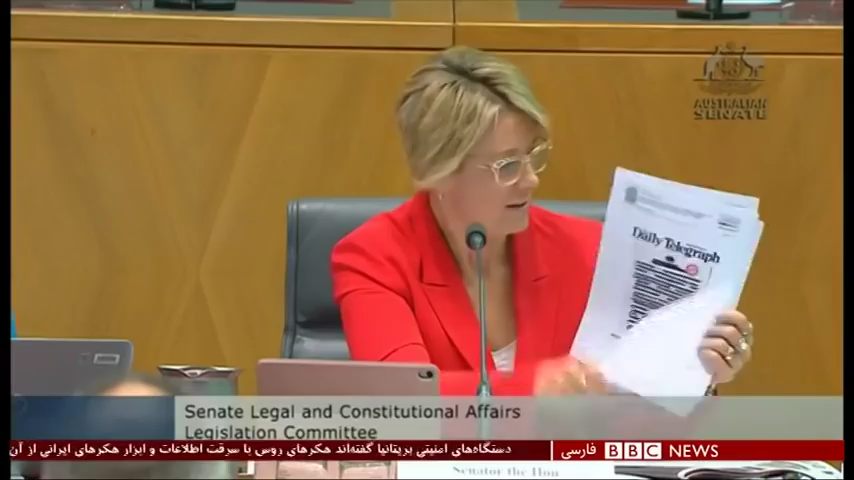 AUSTRALIAN
SENATE
Daily Telegraph
Senate Legal and Constitutional Affairs
Legislation Committee
دستگاه‌های امنیتی بریتانیا گفته‌اند هکرهای روس با سرقت اطلاعات و ابزار هکرهای ایرانی از آن
فارسی BBC NEWS
Senator the Hon